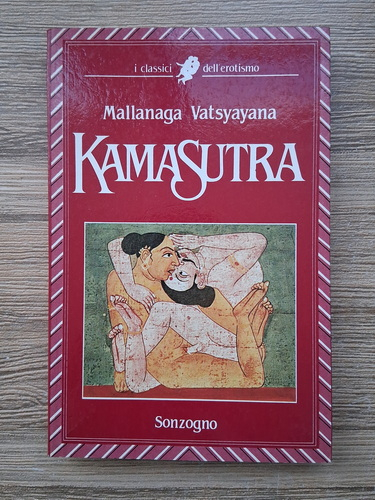 i classici dell'erotismo
Mallanaga Vatsyayana
KAMASUTRA
Sonzogno